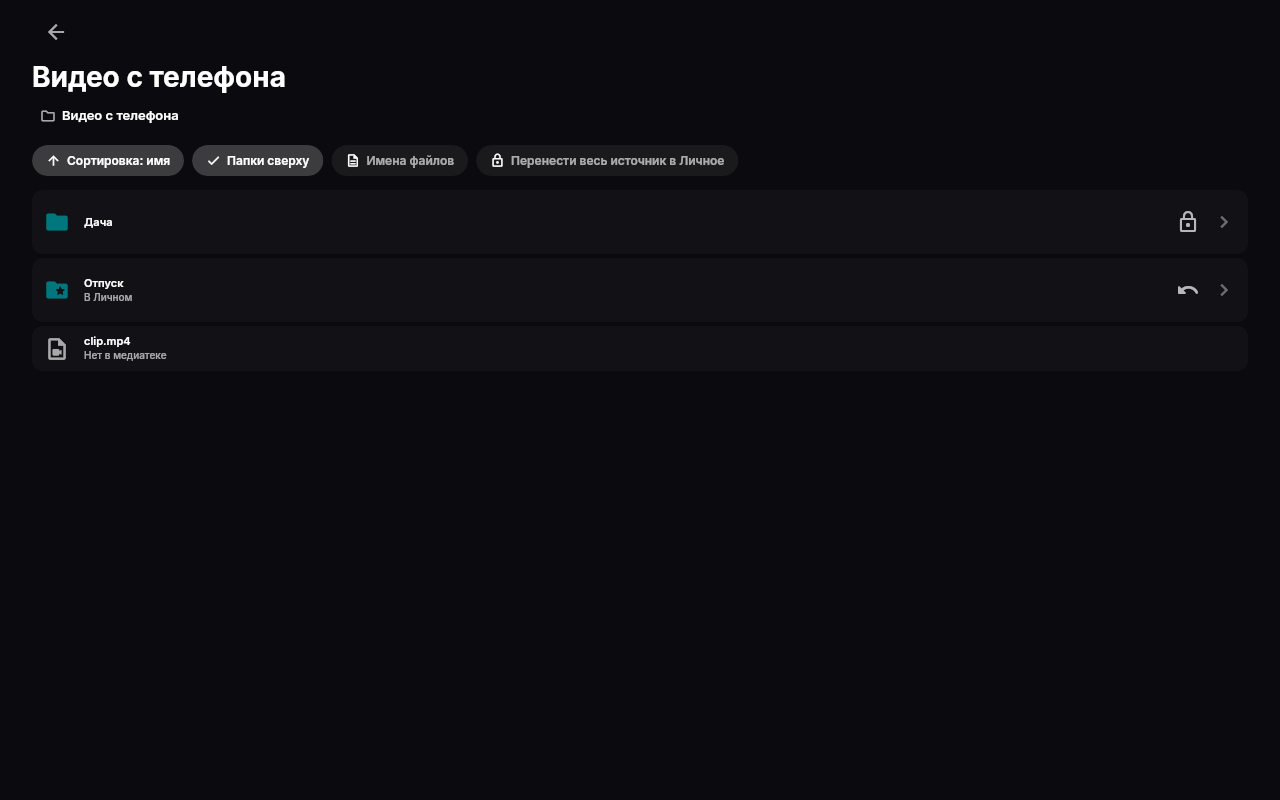 Видео с телефона
Видео с телефона
Сортировка: имя
Папки сверху
Имена файлов
Перенести весь источник в Личное
Дача
Отпуск
В Личном
clip.mp4
Нет в медиатеке